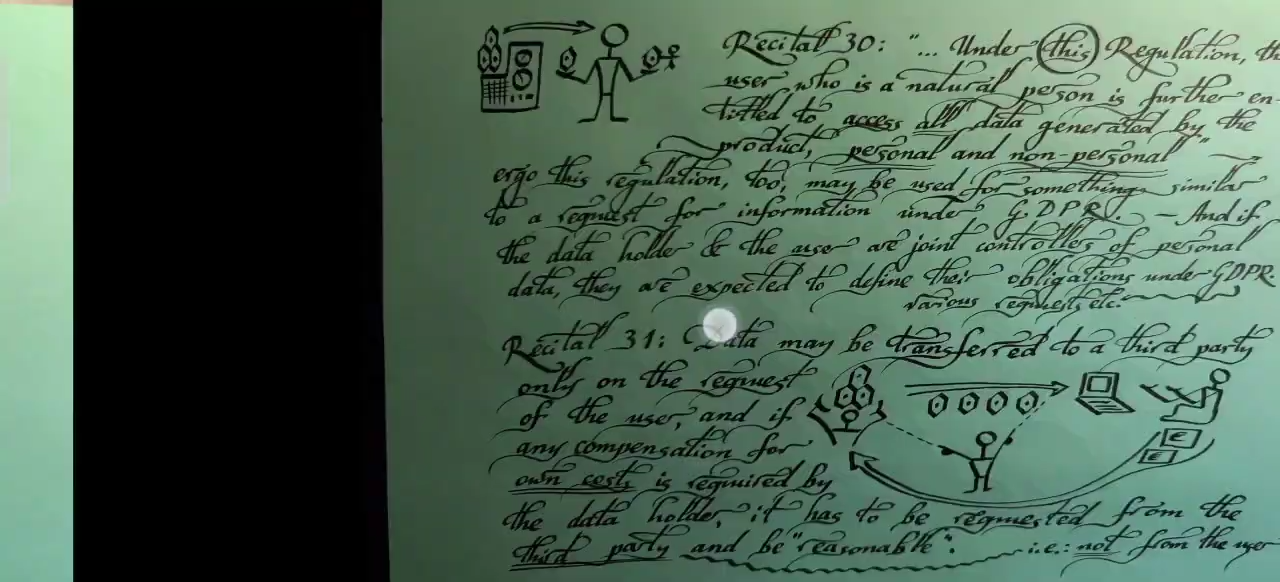 Recital 30: "... Under this Regulation, th
user who is a natural person is further en-
titled to access all data generated by the
product, personal and non-personal"
ergo this regulation, too, may be used for something similar
to a request for information under GDPR. — And if
the data holder & the user are joint controllers of personal
data, they are expected to define their obligations under GDPR:
various requests, etc.
Recital 31: Data may be transferred to a third party
only on the request
of the user, and if
any compensation for
own costs is required by
the data holder, it has to be requested from the
third party and be "reasonable". i.e.: not from the user